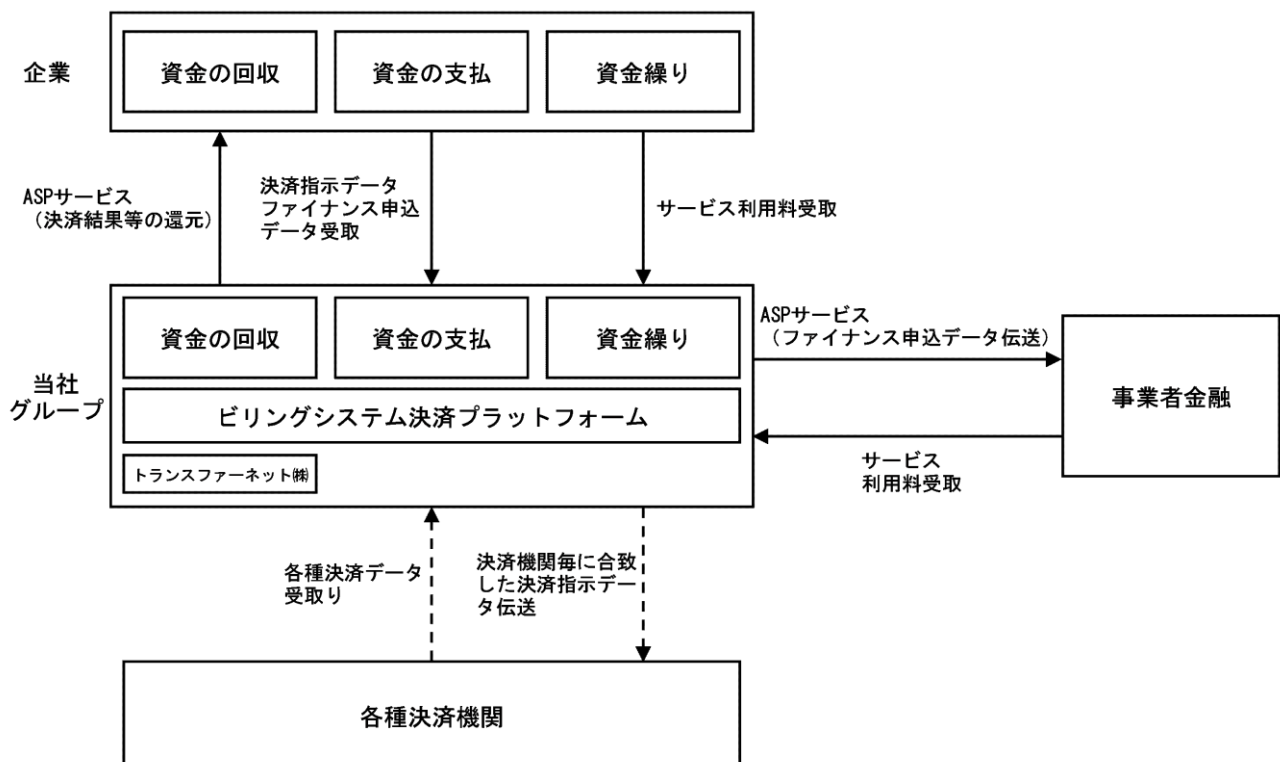 企業
資金の回収
資金の支払
資金繰り
ASPサービス
（決済結果等の還元）
決済指示データ
ファイナンス申込
データ受取
サービス利用料受取
当社
グループ
資金の回収
資金の支払
資金繰り
ビリングシステム決済プラットフォーム
トランスファーネット㈱
ASPサービス
（ファイナンス申込データ伝送）
事業者金融
サービス
利用料受取
各種決済データ
受取り
決済機関毎に合致
した決済指示デー
タ伝送
各種決済機関